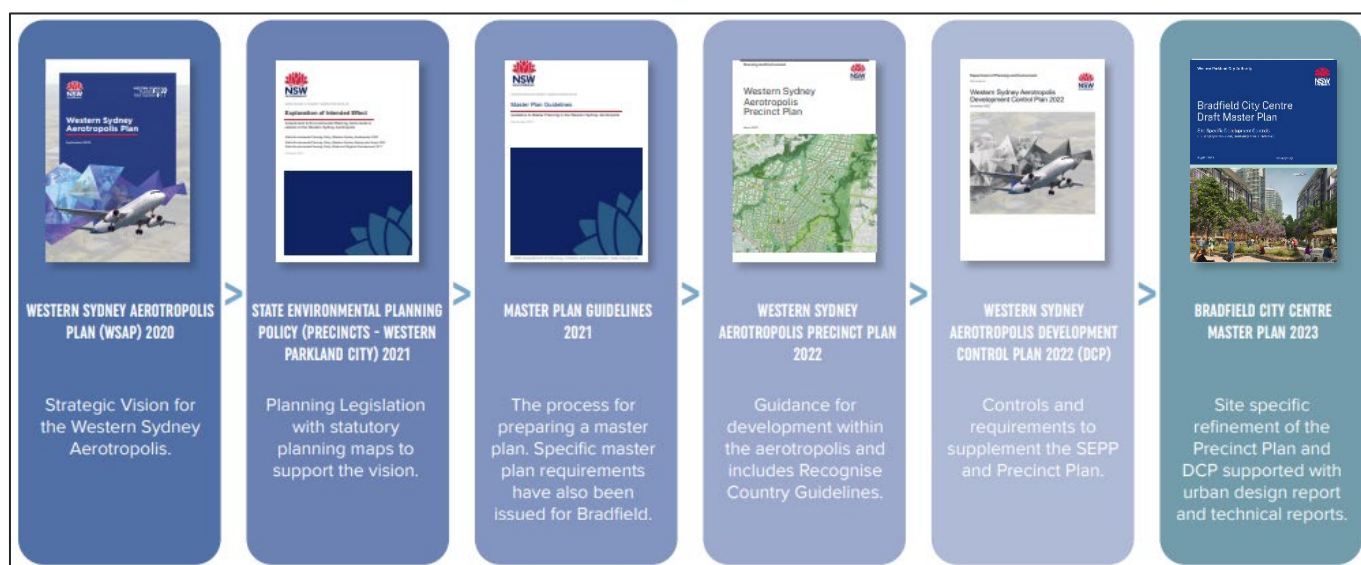 NSW
GOVERNMENT
Western Sydney
Aerotropolis Plan
WESTERN SYDNEY AEROTROPOLIS
PLAN (WSAP) 2020
Strategic Vision for
the Western Sydney
Aerotropolis.
>
NSW
Explanation of Intended Effect
STATE ENVIRONMENTAL PLANNING
POLICY (PRECINCTS - WESTERN
PARKLAND CITY) 2021
Planning Legislation
with statutory
planning maps to
support the vision.
>
NSW
Master Plan Guidelines
MASTER PLAN GUIDELINES
2021
The process for
preparing a master
plan. Specific master
plan requirements
have also been
issued for Bradfield.
>
Western Sydney
Aerotropolis
Precinct Plan
WESTERN SYDNEY
AEROTROPOLIS PRECINCT PLAN
2022
Guidance for
development within
the aerotropolis and
includes Recognise
Country Guidelines.
>
Western Sydney Aerotropolis
Development Control Plan 2022
WESTERN SYDNEY
AEROTROPOLIS DEVELOPMENT
CONTROL PLAN 2022 (DCP)
Controls and
requirements to
supplement the SEPP
and Precinct Plan.
>
Bradfield City Centre
Draft Master Plan
BRADFIELD CITY CENTRE
MASTER PLAN 2023
Site specific
refinement of the
Precinct Plan and
DCP supported with
urban design report
and technical reports.